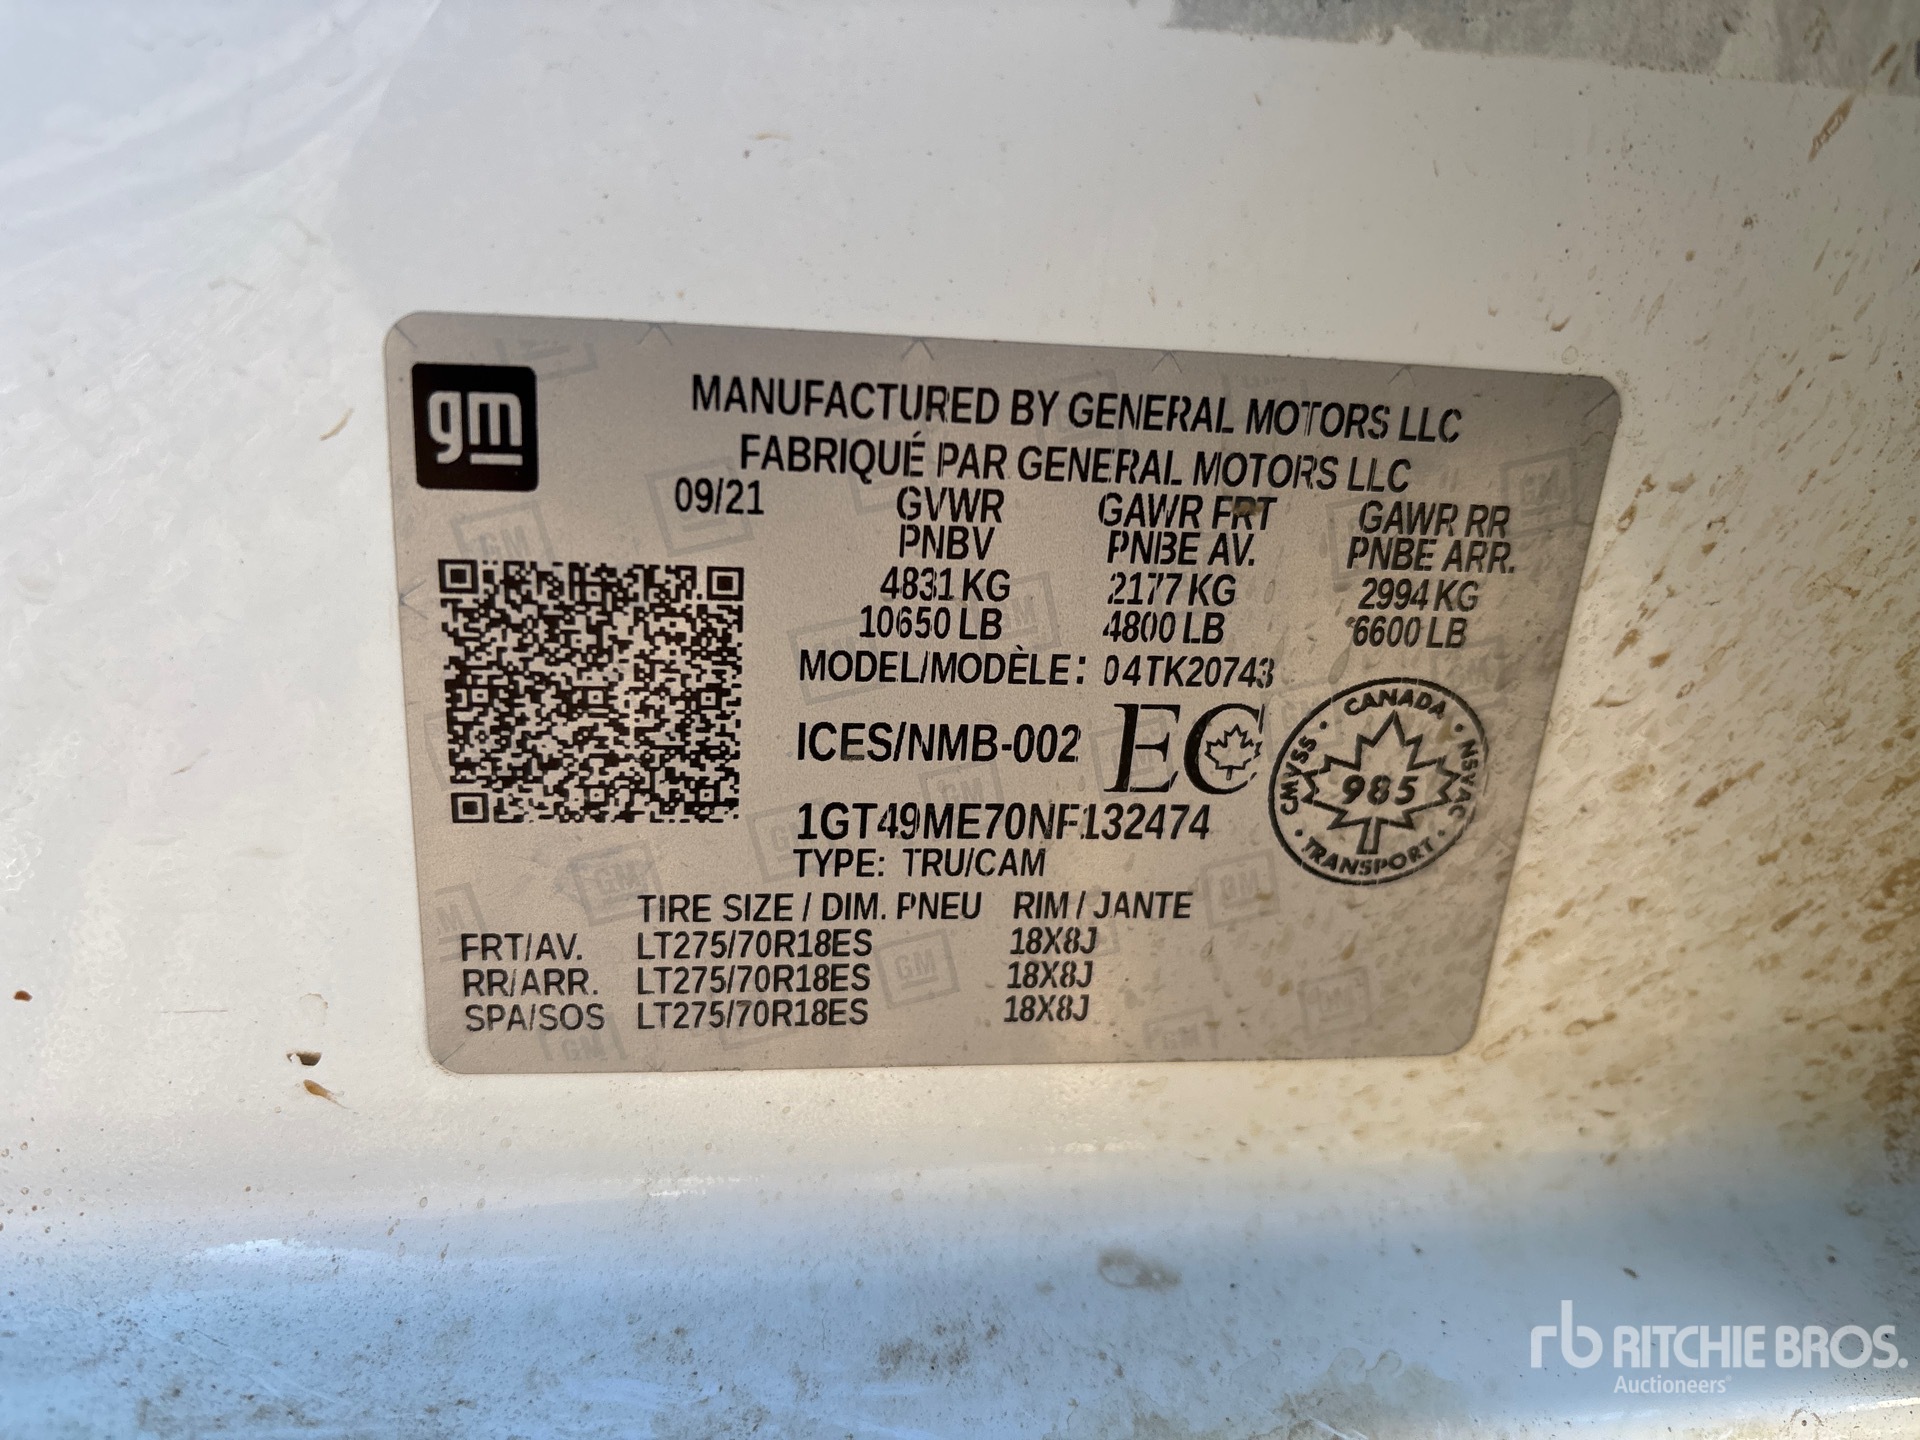 gm
MANUFACTURED BY GENERAL MOTORS LLC
FABRIQUÉ PAR GENERAL MOTORS LLC
09/21 GVWR GAWR FRT GAWR RR
PNBV PNBE AV. PNBE ARR.
4831 KG 2177 KG 2994 KG
10650 LB 4800 LB 6600 LB
MODEL/MODÈLE: 04TK20743
ICES/NMB-002 EC
CANADA
CMVSS NSVAC
985
TRANSPORT
1GT49ME70NF132474
TYPE: TRU/CAM
TIRE SIZE / DIM. PNEU RIM / JANTE
FRT/AV. LT275/70R18ES 18X8J
RR/ARR. LT275/70R18ES 18X8J
SPA/SOS LT275/70R18ES 18X8J
rb RITCHIE BROS.
Auctioneers